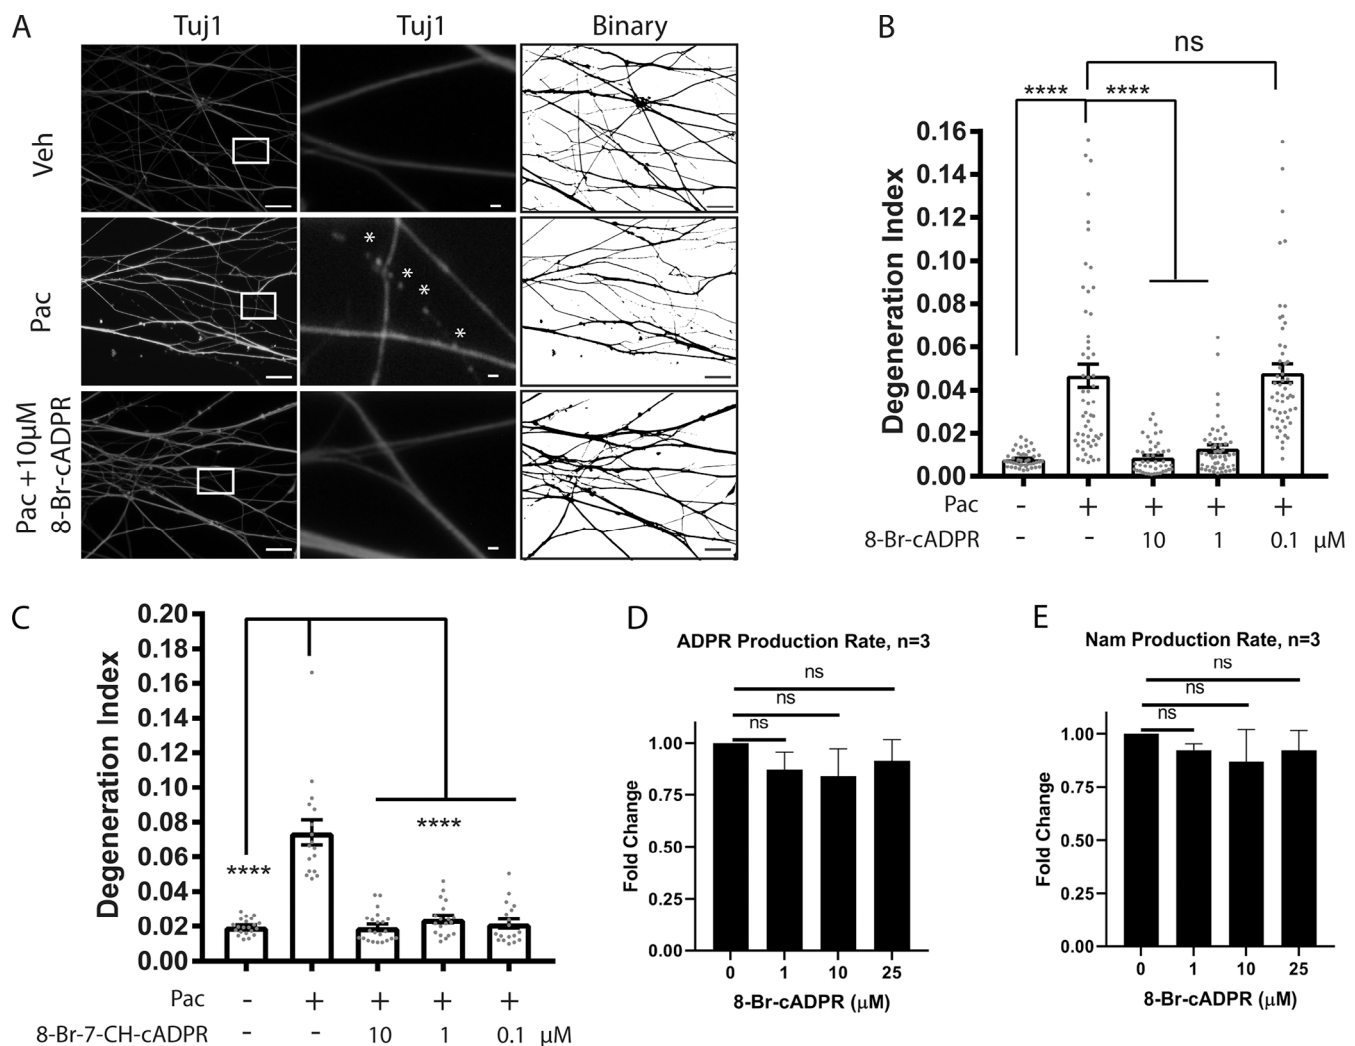 A
Tuj1 Tuj1 Binary
Veh
* * * *
Pac
Pac +10µM
8-Br-cADPR
B
ns
**** ****
Degeneration Index
0.16
0.14
0.12
0.10
0.08
0.06
0.04
0.02
0.00
Pac - + + + +
8-Br-cADPR - - 10 1 0.1 µM
C
Degeneration Index
0.20
0.18
0.16
0.14
0.12
0.10
0.08
0.06
0.04
0.02
0.00
****
****
Pac - + + + +
8-Br-7-CH-cADPR - - 10 1 0.1 µM
D
ADPR Production Rate, n=3
ns
ns
ns
Fold Change
1.00
0.75
0.50
0.25
0.00
0 1 10 25
8-Br-cADPR (µM)
E
Nam Production Rate, n=3
ns
ns
ns
Fold Change
1.00
0.75
0.50
0.25
0.00
0 1 10 25
8-Br-cADPR (µM)